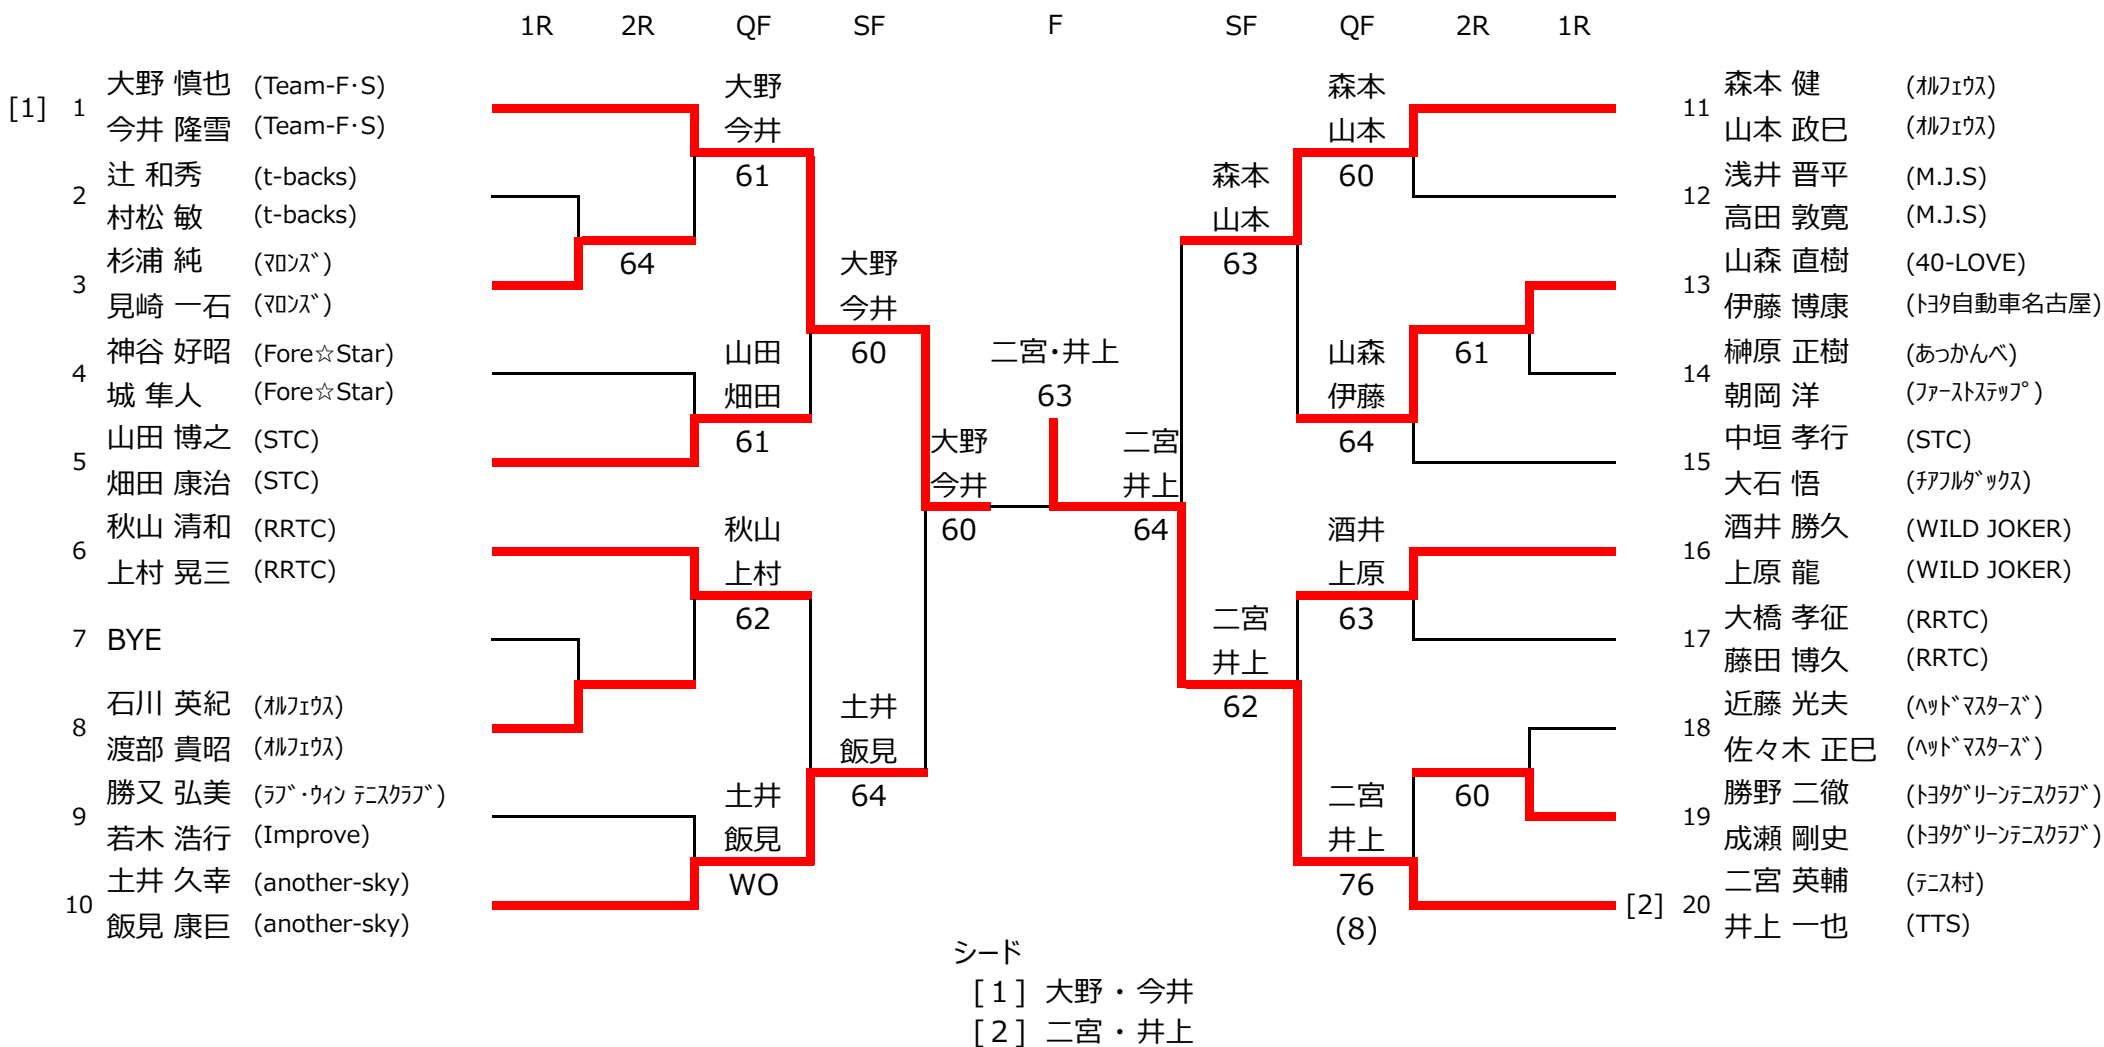 1R 2R QF SF F SF QF 2R 1R
[1] 1 大野 慎也 (Team-F･S)
今井 隆雪 (Team-F･S)
2 辻 和秀 (t-backs)
村松 敏 (t-backs)
3 杉浦 純 (ﾏﾛﾝｽﾞ)
見崎 一石 (ﾏﾛﾝｽﾞ)
4 神谷 好昭 (Fore☆Star)
城 隼人 (Fore☆Star)
5 山田 博之 (STC)
畑田 康治 (STC)
6 秋山 清和 (RRTC)
上村 晃三 (RRTC)
7 BYE
8 石川 英紀 (ｵﾙﾌｪｳｽ)
渡部 貴昭 (ｵﾙﾌｪｳｽ)
9 勝又 弘美 (ﾗﾌﾞ･ｳｨﾝ ﾃﾆｽｸﾗﾌﾞ)
若木 浩行 (Improve)
10 土井 久幸 (another-sky)
飯見 康巨 (another-sky)
64
大野
今井
61
山田
畑田
61
秋山
上村
62
土井
飯見
WO
大野
今井
60
土井
飯見
64
大野
今井
60
二宮･井上
63
二宮
井上
64
森本
山本
63
二宮
井上
62
森本
山本
60
山森
伊藤
64
酒井
上原
63
二宮
井上
76
(8)
61
60
11 森本 健 (ｵﾙﾌｪｳｽ)
山本 政巳 (ｵﾙﾌｪｳｽ)
12 浅井 晋平 (M.J.S)
高田 敦寛 (M.J.S)
13 山森 直樹 (40-LOVE)
伊藤 博康 (ﾄﾖﾀ自動車名古屋)
14 榊原 正樹 (あっかんべ)
朝岡 洋 (ﾌｧｰｽﾄｽﾃｯﾌﾟ)
15 中垣 孝行 (STC)
大石 悟 (ﾁｱﾌﾙﾀﾞｯｸｽ)
16 酒井 勝久 (WILD JOKER)
上原 龍 (WILD JOKER)
17 大橋 孝征 (RRTC)
藤田 博久 (RRTC)
18 近藤 光夫 (ﾍｯﾄﾞﾏｽﾀｰｽﾞ)
佐々木 正巳 (ﾍｯﾄﾞﾏｽﾀｰｽﾞ)
19 勝野 二徹 (ﾄﾖﾀｸﾞﾘｰﾝﾃﾆｽｸﾗﾌﾞ)
成瀬 剛史 (ﾄﾖﾀｸﾞﾘｰﾝﾃﾆｽｸﾗﾌﾞ)
[2] 20 二宮 英輔 (ﾃﾆｽ村)
井上 一也 (TTS)
シード
[1] 大野・今井
[2] 二宮・井上